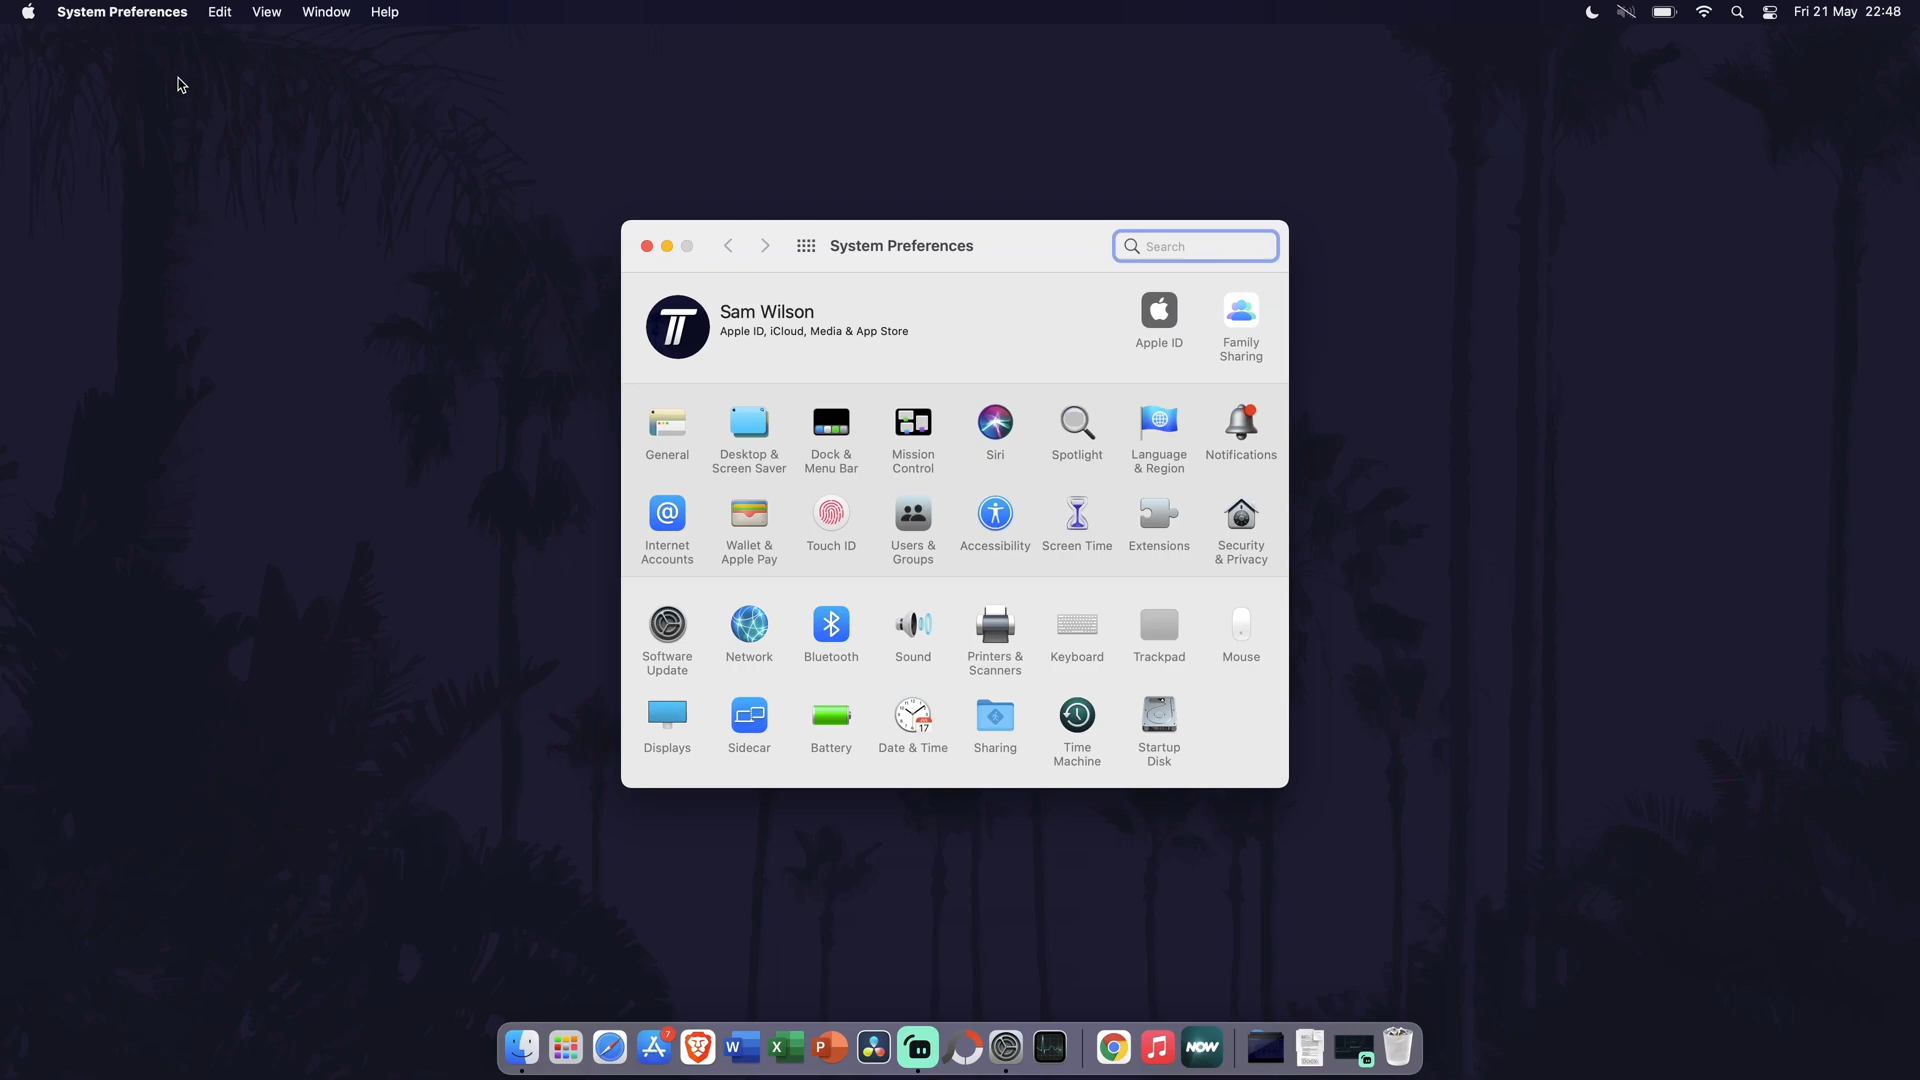 System Preferences Edit View Window Help
Fri 21 May 22:48
System Preferences
Search
Sam Wilson
Apple ID, iCloud, Media & App Store
Apple ID
Family
Sharing
General
Desktop &
Screen Saver
Dock &
Menu Bar
Mission
Control
Siri
Spotlight
Language
& Region
Notifications
Internet
Accounts
Wallet &
Apple Pay
Touch ID
Users &
Groups
Accessibility
Screen Time
Extensions
Security
& Privacy
Software
Update
Network
Bluetooth
Sound
Printers &
Scanners
Keyboard
Trackpad
Mouse
Displays
Sidecar
Battery
17
Date & Time
Sharing
Time
Machine
Startup
Disk
7
W
X
P
NOW